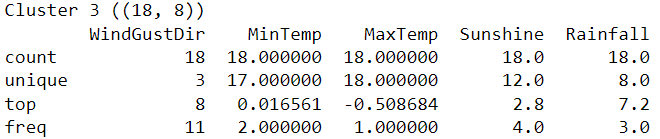 Cluster 3 ((18, 8))
WindGustDir MinTemp MaxTemp Sunshine Rainfall
count 18 18.000000 18.000000 18.0 18.0
unique 3 17.000000 18.000000 12.0 8.0
top 8 0.016561 -0.508684 2.8 7.2
freq 11 2.000000 1.000000 4.0 3.0